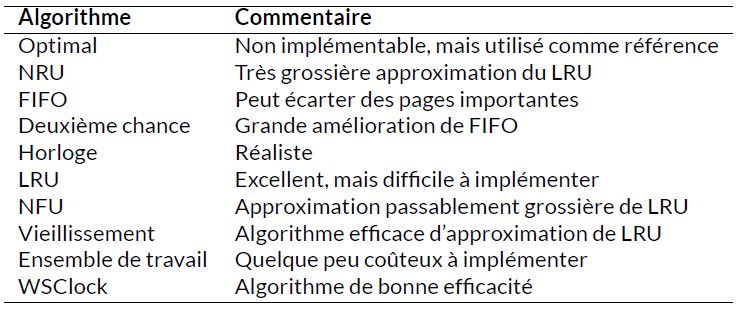 Algorithme Commentaire
Optimal Non implémentable, mais utilisé comme référence
NRU Très grossière approximation du LRU
FIFO Peut écarter des pages importantes
Deuxième chance Grande amélioration de FIFO
Horloge Réaliste
LRU Excellent, mais difficile à implémenter
NFU Approximation passablement grossière de LRU
Vieillissement Algorithme efficace d’approximation de LRU
Ensemble de travail Quelque peu coûteux à implémenter
WSClock Algorithme de bonne efficacité